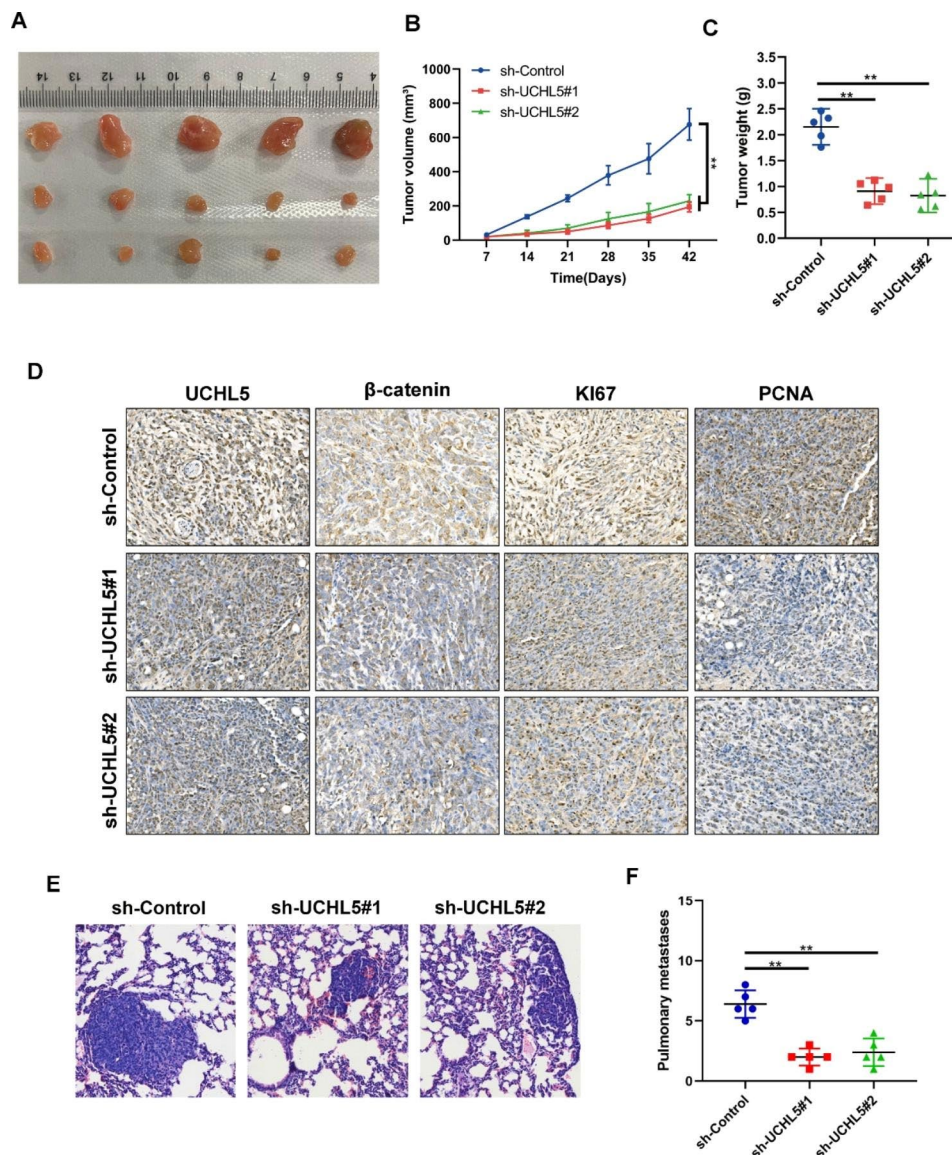 A
14 13 12 11 10 9 8 7 6 5 4
B
sh-Control
sh-UCHL5#1
sh-UCHL5#2
Tumor volume (mm³)
1000
800
600
400
200
0
**
7 14 21 28 35 42
Time(Days)
C
Tumor weight (g)
3.5
3.0
2.5
2.0
1.5
1.0
0.5
0.0
**
**
sh-Control
sh-UCHL5#1
sh-UCHL5#2
D
UCHL5 β-catenin KI67 PCNA
sh-Control
sh-UCHL5#1
sh-UCHL5#2
E
sh-Control sh-UCHL5#1 sh-UCHL5#2
F
Pulmonary metastases
15
10
5
0
**
**
sh-Control
sh-UCHL5#1
sh-UCHL5#2